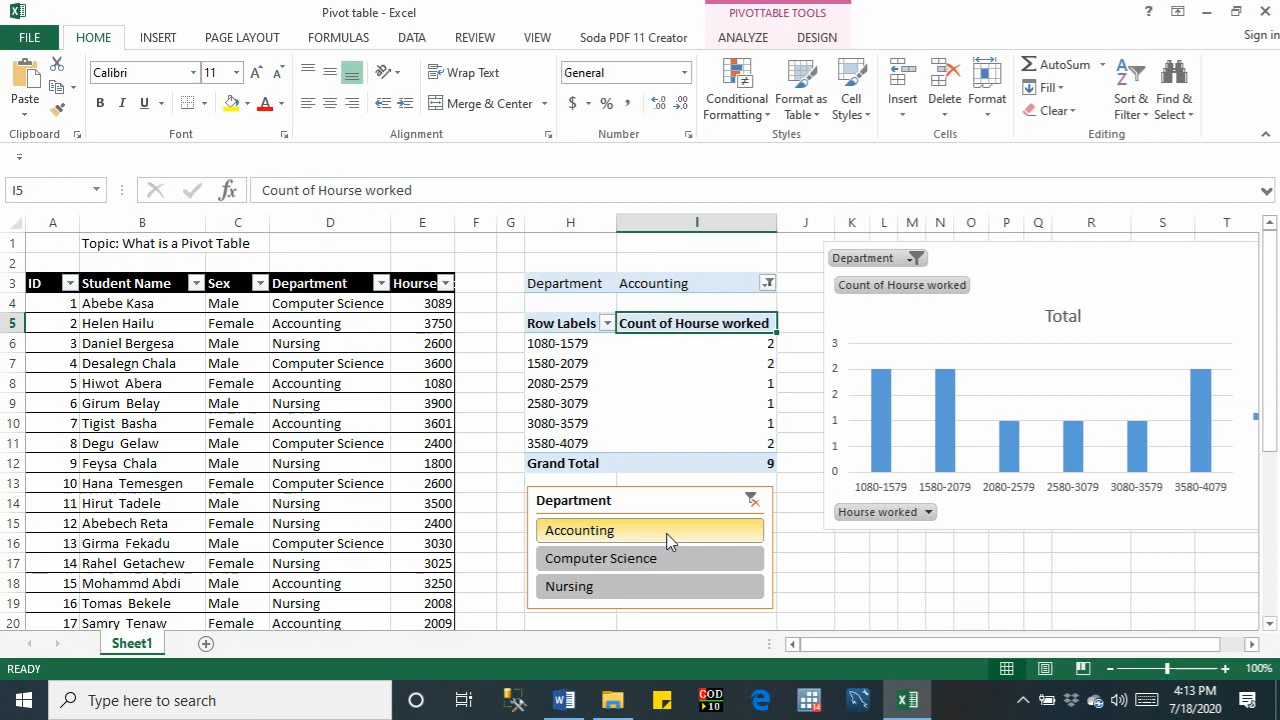 Pivot table - Excel
PIVOTTABLE TOOLS
FILE HOME INSERT PAGE LAYOUT FORMULAS DATA REVIEW VIEW Soda PDF 11 Creator ANALYZE DESIGN Sign in
Calibri 11 Wrap Text General AutoSum
Paste Conditional Formatting Format as Table Cell Styles Insert Delete Format Fill Sort & Filter Find & Select
B I U Merge & Center $ % , Clear
Clipboard Font Alignment Number Styles Cells Editing
I5 fx Count of Hourse worked
A B C D E F G H I J K L M N O P Q R S T
1 Topic: What is a Pivot Table
2
3 ID Student Name Sex Department Hourse Department Accounting
4 1 Abebe Kasa Male Computer Science 3089
5 2 Helen Hailu Female Accounting 3750 Row Labels Count of Hourse worked
6 3 Daniel Bergesa Male Nursing 2600 1080-1579 2
7 4 Desalegn Chala Male Computer Science 3600 1580-2079 2
8 5 Hiwot Abera Female Accounting 1080 2080-2579 1
9 6 Girum Belay Male Nursing 3900 2580-3079 1
10 7 Tigist Basha Female Accounting 3601 3080-3579 1
11 8 Degu Gelaw Male Computer Science 2400 3580-4079 2
12 9 Feysa Chala Male Nursing 1800 Grand Total 9
13 10 Hana Temesgen Female Computer Science 2600
14 11 Hirut Tadele Male Nursing 3500
15 12 Abebech Reta Female Nursing 2400
16 13 Girma Fekadu Male Computer Science 3030
17 14 Rahel Getachew Female Nursing 3025
18 15 Mohammd Abdi Male Accounting 3250
19 16 Tomas Bekele Male Nursing 2008
20 17 Samry Tenaw Female Accounting 2009
Department
Accounting
Computer Science
Nursing
Department
Count of Hourse worked
Total
3
2
2
1
1
0
1080-1579 1580-2079 2080-2579 2580-3079 3080-3579 3580-4079
Hourse worked
Sheet1
READY 100%
Type here to search
GOD
10
14
4:13 PM
7/18/2020